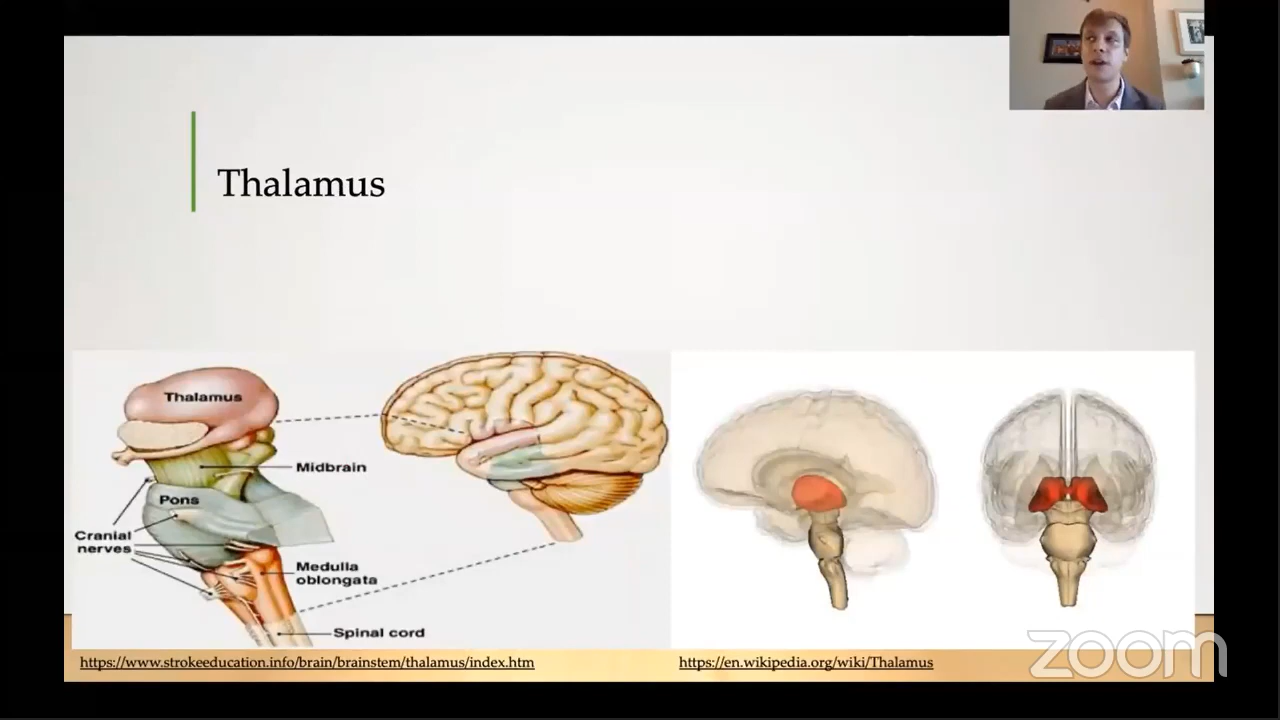 Thalamus
Thalamus
Midbrain
Pons
Cranial
nerves
Medulla
oblongata
Spinal cord
https://www.strokeeducation.info/brain/brainstem/thalamus/index.htm
https://en.wikipedia.org/wiki/Thalamus
zoom